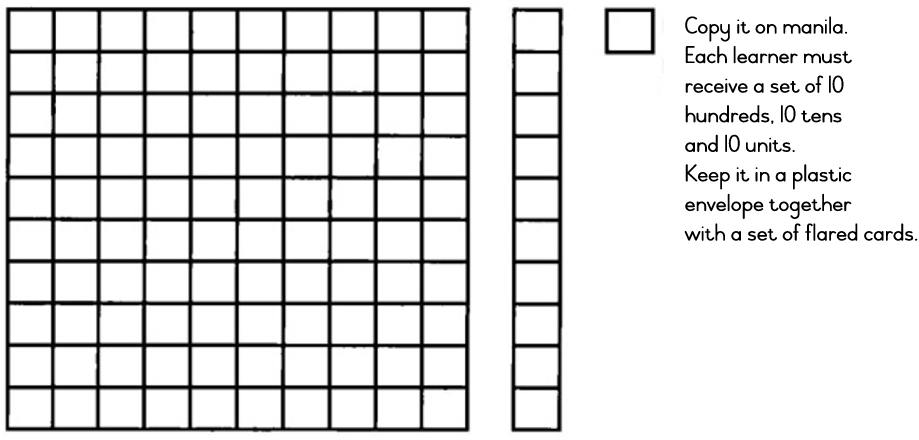 Copy it on manila.
Each learner must
receive a set of 10
hundreds, 10 tens
and 10 units.
Keep it in a plastic
envelope together
with a set of flared cards.